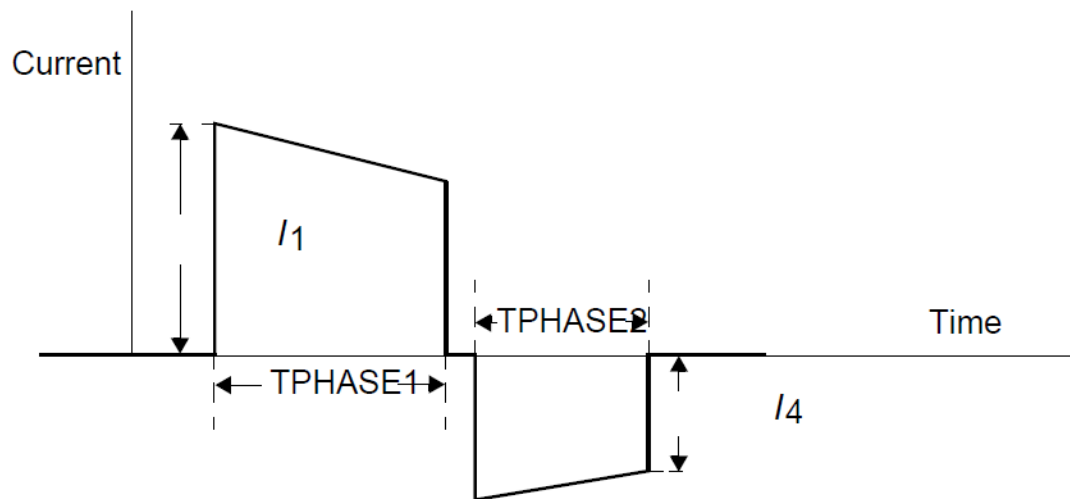 Current
I1
TPHASE2
Time
TPHASE1
I4